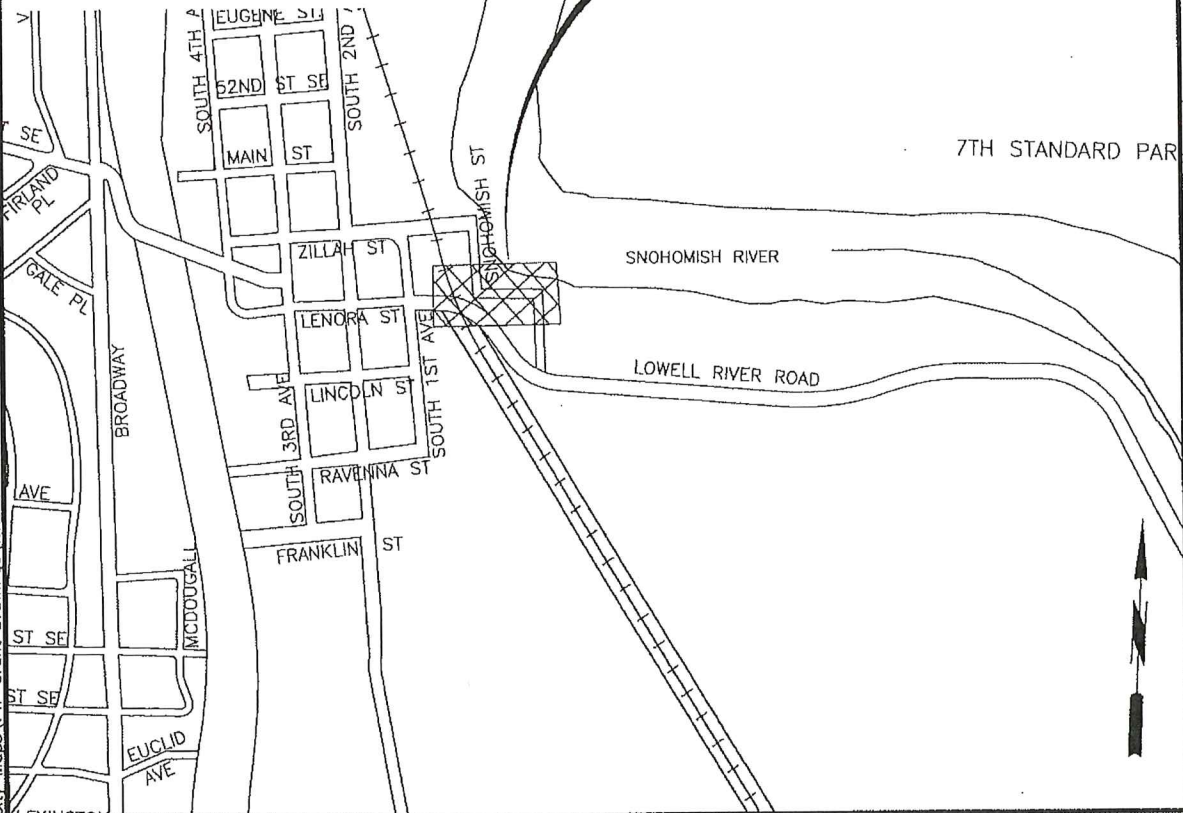 EUGENE ST.
SOUTH 4TH A
SOUTH 2ND
52ND ST SE
MAIN ST
7TH STANDARD PAR
T SE
FIRLAND PL
SNOHOMISH ST
ZILLAH ST
SNOHOMISH RIVER
GALE PL
LENORA ST
BROADWAY
SOUTH 1ST AVE
LOWELL RIVER ROAD
SOUTH 3RD AVE
LINCOLN ST
RAVENNA ST
AVE
FRANKLIN ST
MCDOUGALL
ST SE
ST SE
EUCLID AVE
N